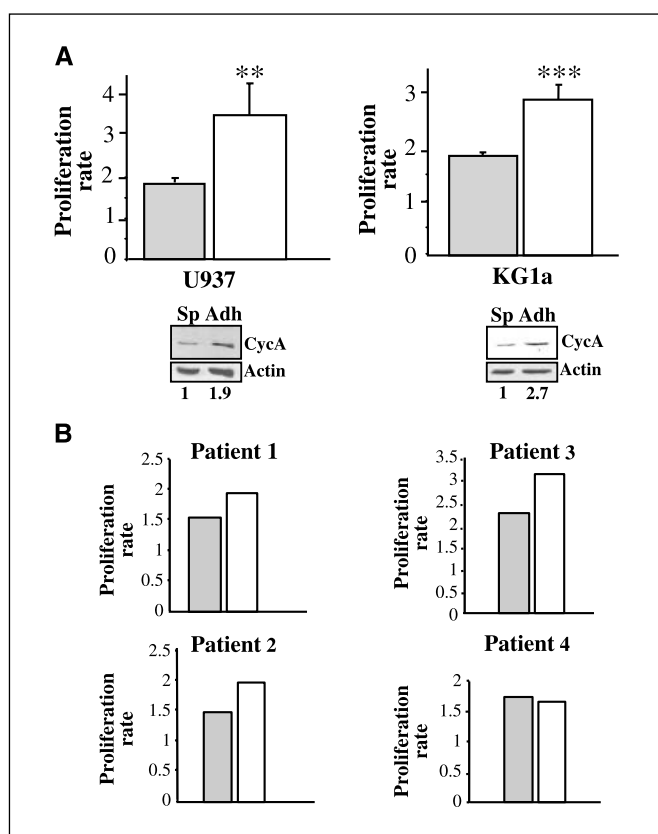 A
**
***
4
3
2
1
0
Proliferation
rate
U937
3
2
1
0
Proliferation
rate
KG1a
Sp Adh
CycA
Actin
1 1.9
Sp Adh
CycA
Actin
1 2.7
B
Patient 1
2.5
2
1.5
1
0.5
0
Proliferation
rate
Patient 3
3.5
3
2.5
2
1.5
1
0.5
0
Proliferation
rate
Patient 2
2.5
2
1.5
1
0.5
0
Proliferation
rate
Patient 4
2
1.5
1
0.5
0
Proliferation
rate